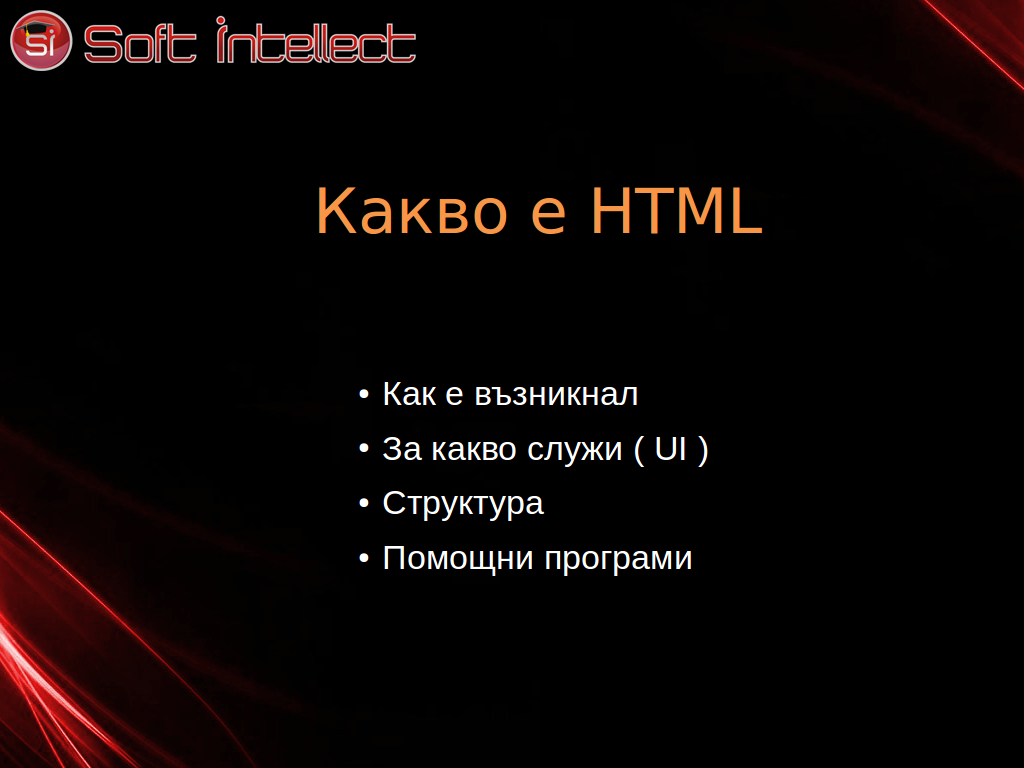 si Soft intellect
Какво е HTML
• Как е възникнал
• За какво служи ( UI )
• Структура
• Помощни програми